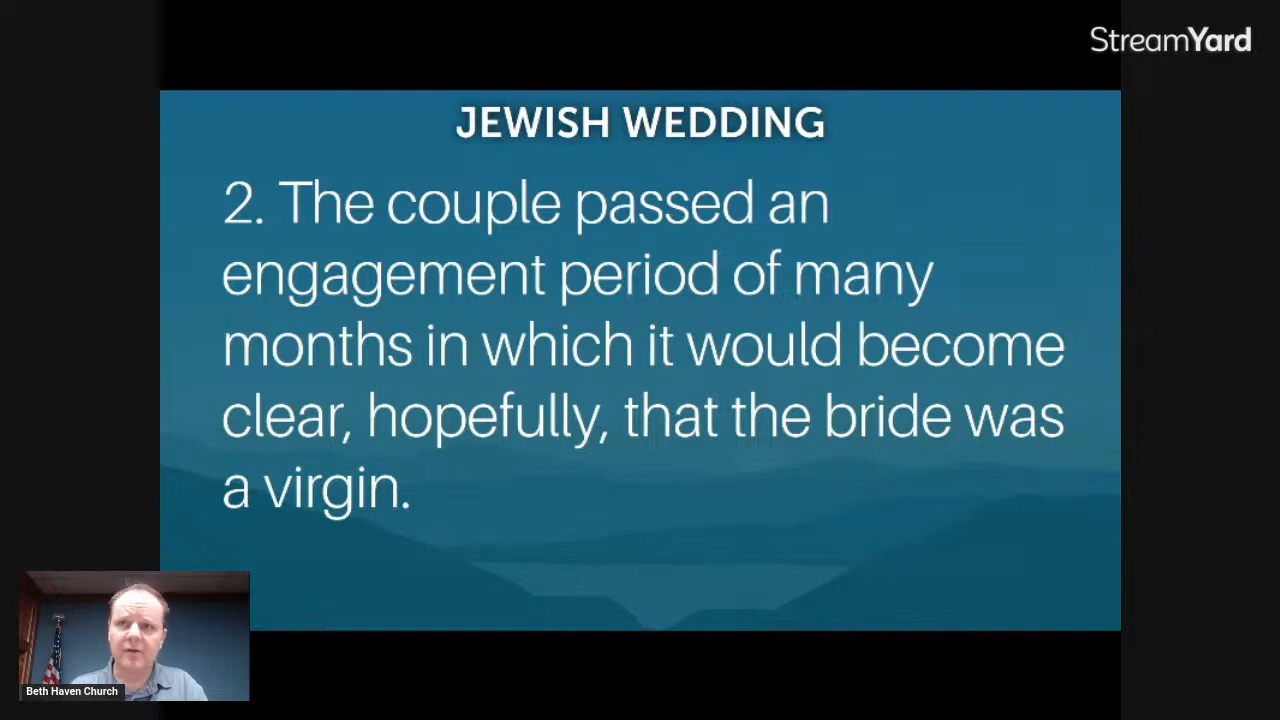 StreamYard
JEWISH WEDDING
2. The couple passed an
engagement period of many
months in which it would become
clear, hopefully, that the bride was
a virgin.
Beth Haven Church